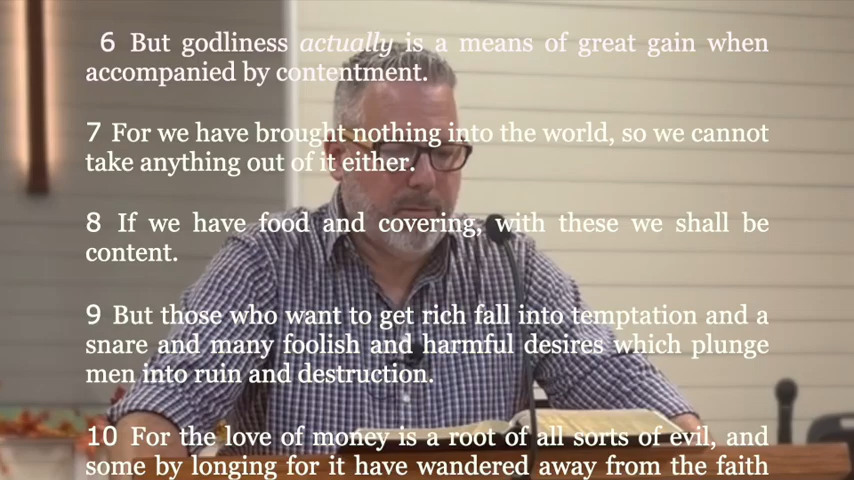 6 But godliness actually is a means of great gain when
accompanied by contentment.
7 For we have brought nothing into the world, so we cannot
take anything out of it either.
8 If we have food and covering, with these we shall be
content.
9 But those who want to get rich fall into temptation and a
snare and many foolish and harmful desires which plunge
men into ruin and destruction.
10 For the love of money is a root of all sorts of evil, and
some by longing for it have wandered away from the faith